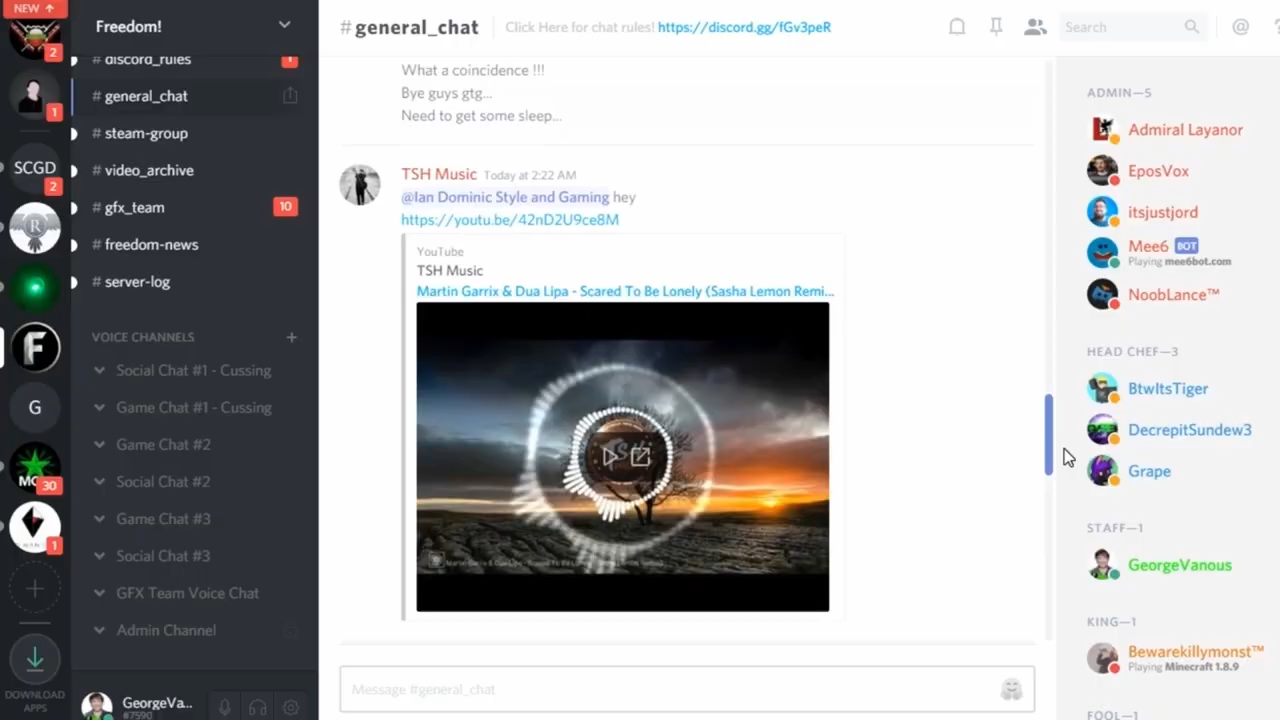 NEW ↑
2
1
SCGD
2
F
G
MC
30
1
DOWNLOAD
APPS
Freedom!
# discord_rules
1
# general_chat
# steam-group
# video_archive
# gfx_team
10
# freedom-news
# server-log
VOICE CHANNELS
Social Chat #1 - Cussing
Game Chat #1 - Cussing
Game Chat #2
Social Chat #2
Game Chat #3
Social Chat #3
GFX Team Voice Chat
Admin Channel
GeorgeVa...
#7590
# general_chat
Click Here for chat rules! https://discord.gg/fGv3peR
Search
What a coincidence !!!
Bye guys gtg...
Need to get some sleep...
TSH Music Today at 2:22 AM
@Ian Dominic Style and Gaming hey
https://youtu.be/42nD2U9ce8M
YouTube
TSH Music
Martin Garrix & Dua Lipa - Scared To Be Lonely (Sasha Lemon Remi...
Message #general_chat
ADMIN—5
Admiral Layanor
EposVox
itsjustjord
Mee6 BOT
Playing mee6bot.com
NoobLance™
HEAD CHEF—3
BtwItsTiger
DecrepitSundew3
Grape
STAFF—1
GeorgeVanous
KING—1
Bewarekillymonst™
Playing Minecraft 1.8.9
FOOL—1